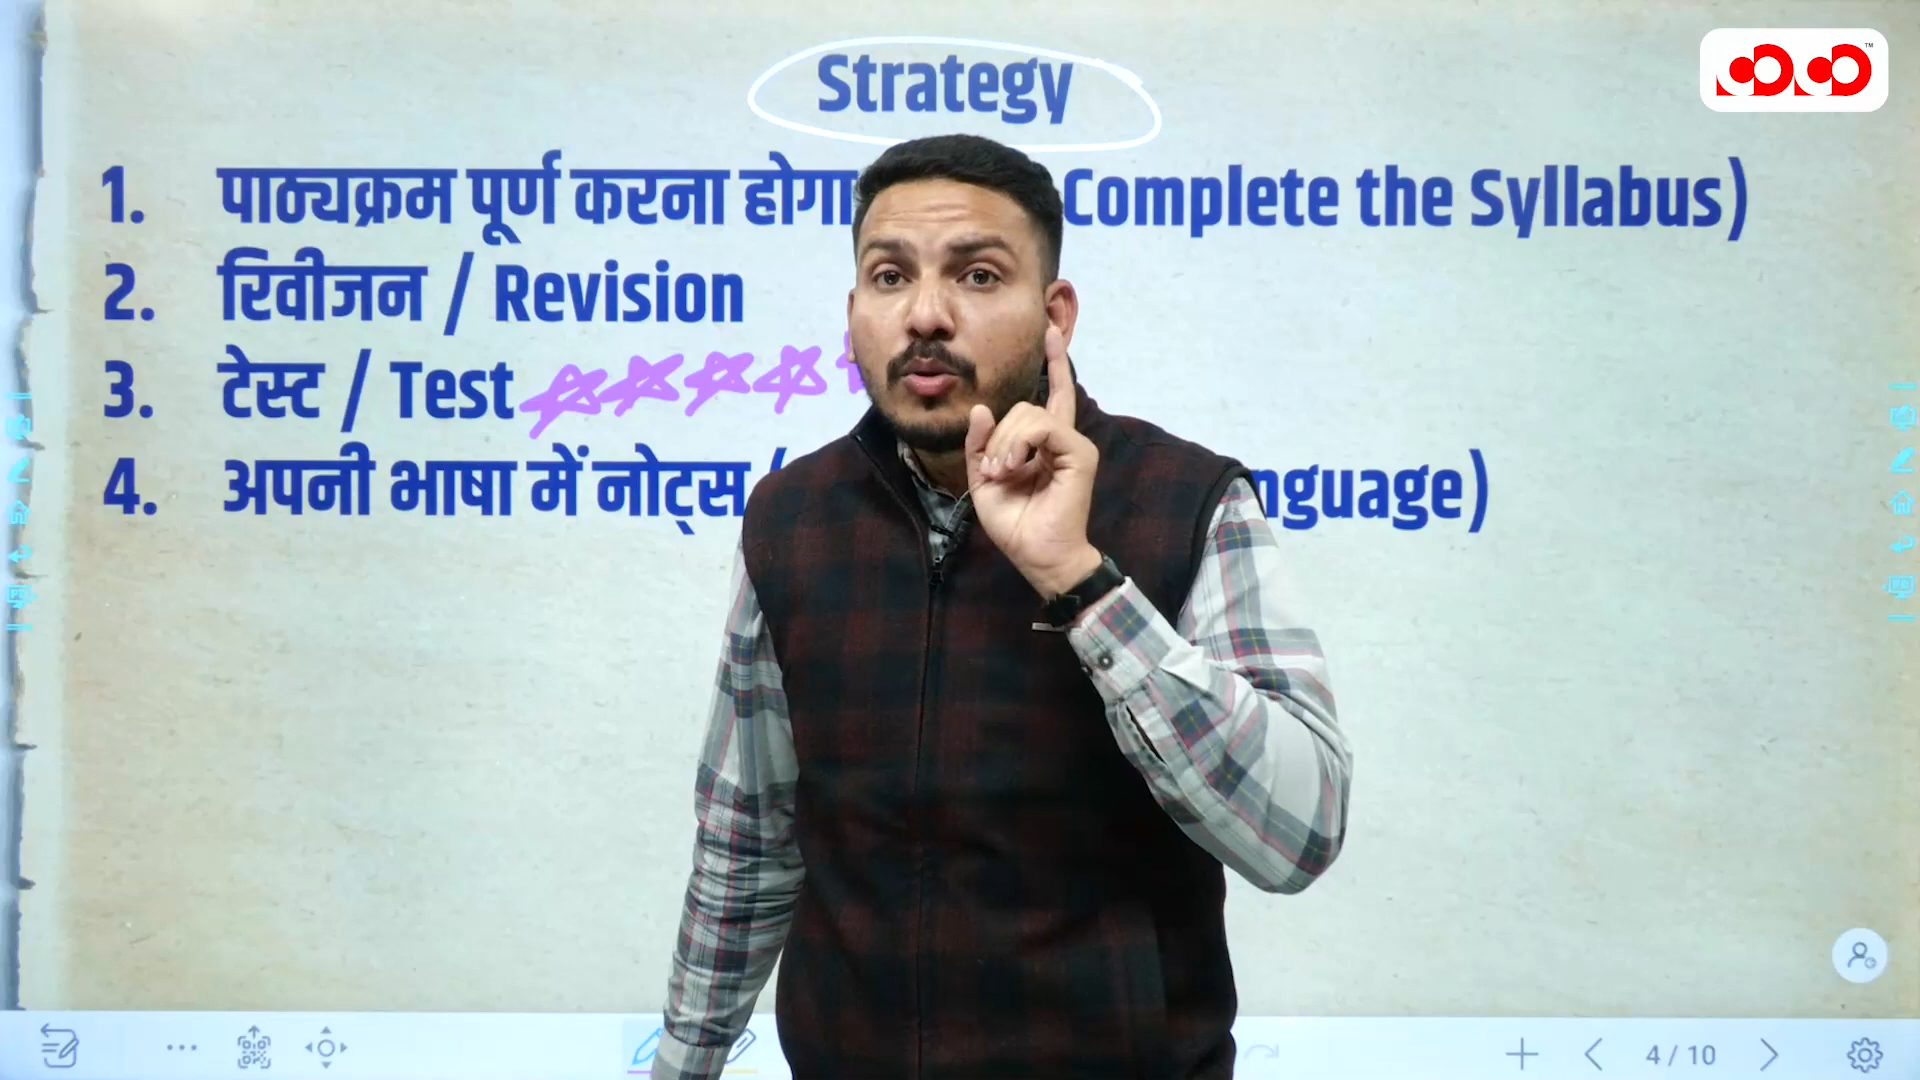 Strategy
1. पाठ्यक्रम पूर्ण करना होगा Complete the Syllabus)
2. रिवीजन / Revision
3. टेस्ट / Test
4. अपनी भाषा में नोट्स ( nguage)
4 / 10